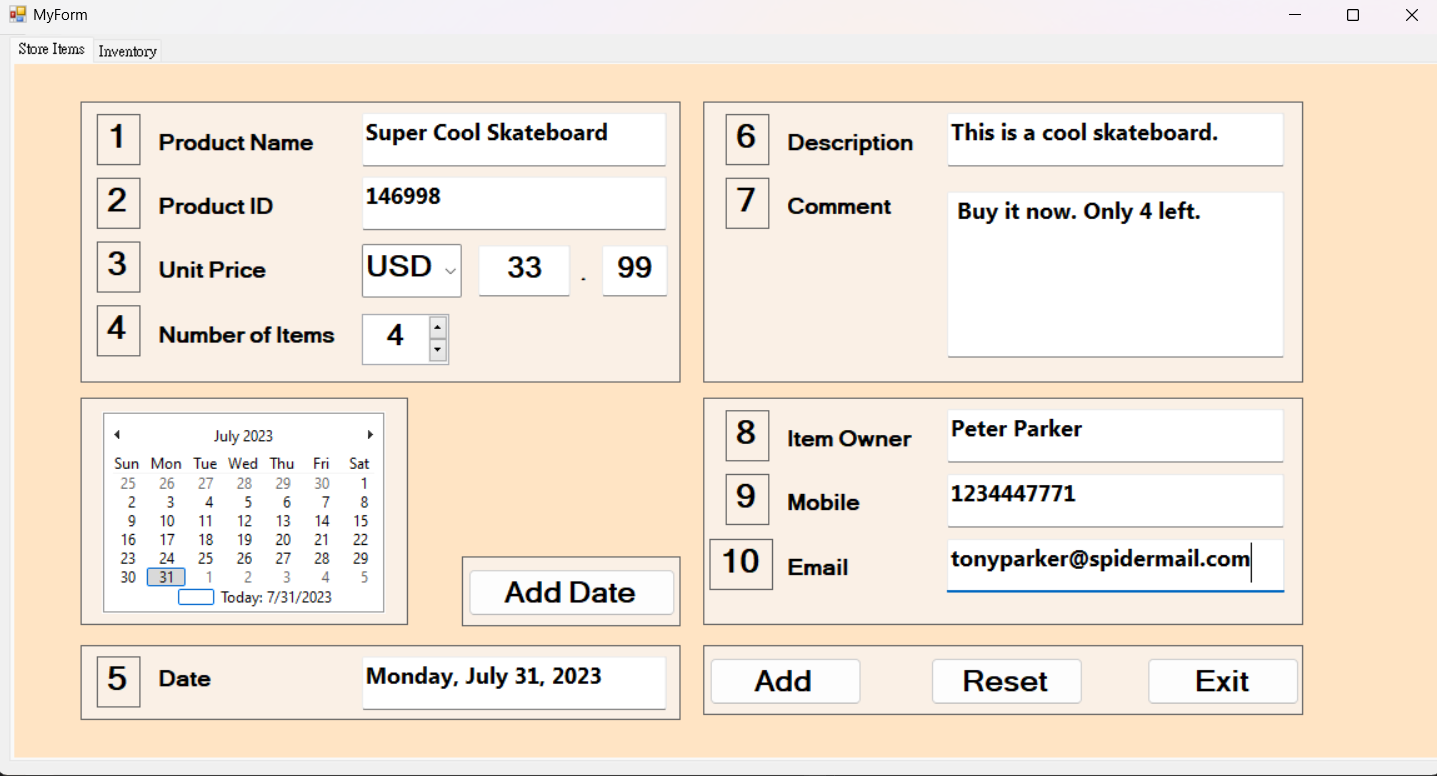 MyForm
Store Items Inventory
1 Product Name Super Cool Skateboard
2 Product ID 146998
3 Unit Price USD 33 . 99
4 Number of Items 4
6 Description This is a cool skateboard.
7 Comment Buy it now. Only 4 left.
July 2023
Sun Mon Tue Wed Thu Fri Sat
25 26 27 28 29 30 1
2 3 4 5 6 7 8
9 10 11 12 13 14 15
16 17 18 19 20 21 22
23 24 25 26 27 28 29
30 31 1 2 3 4 5
Today: 7/31/2023
Add Date
5 Date Monday, July 31, 2023
8 Item Owner Peter Parker
9 Mobile 1234447771
10 Email tonyparker@spidermail.com
Add Reset Exit